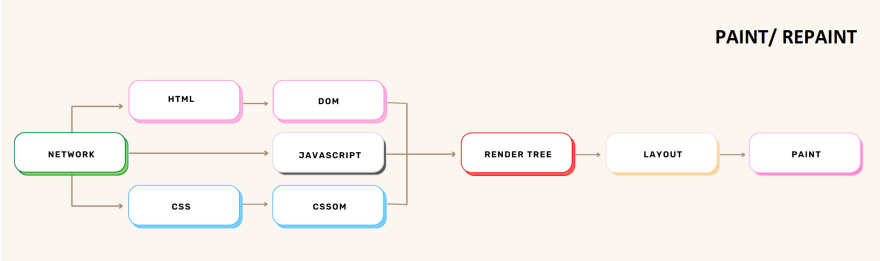 PAINT/ REPAINT
HTML
DOM
NETWORK
JAVASCRIPT
RENDER TREE
LAYOUT
PAINT
CSS
CSSOM